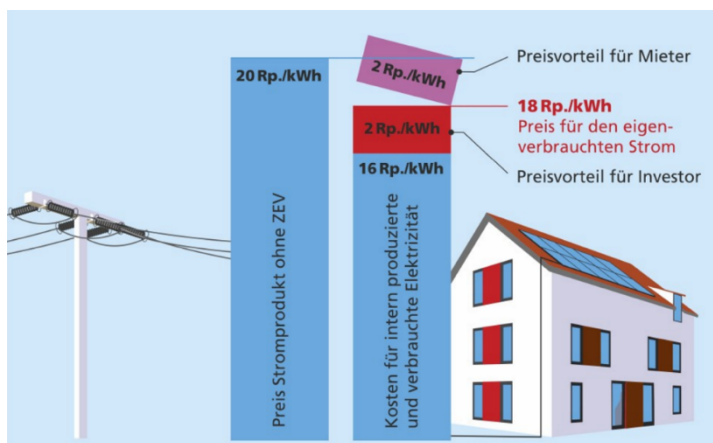 20 Rp./kWh
2 Rp./kWh
Preisvorteil für Mieter
18 Rp./kWh
Preis für den eigen-
verbrauchten Strom
2 Rp./kWh
Preisvorteil für Investor
16 Rp./kWh
Preis Stromprodukt ohne ZEV
Kosten für intern produzierte
und verbrauchte Elektrizität